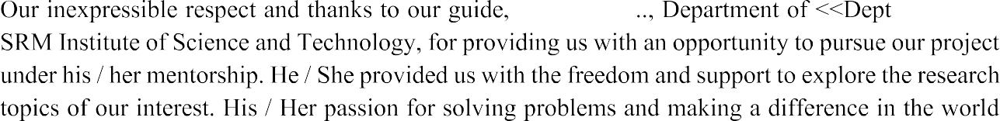 Our inexpressible respect and thanks to our guide, .., Department of <<Dept
SRM Institute of Science and Technology, for providing us with an opportunity to pursue our project
under his / her mentorship. He / She provided us with the freedom and support to explore the research
topics of our interest. His / Her passion for solving problems and making a difference in the world